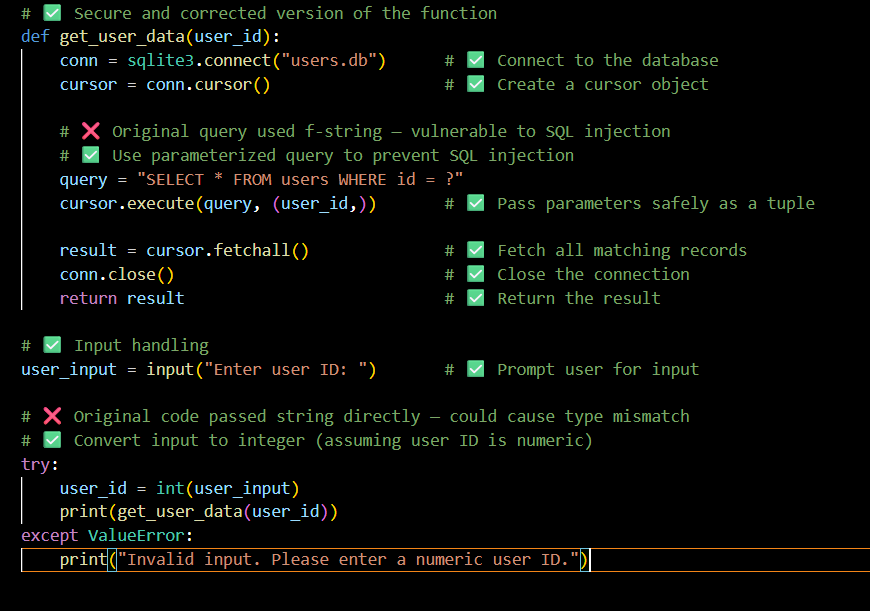 # ✅ Secure and corrected version of the function
def get_user_data(user_id):
    conn = sqlite3.connect("users.db")      # ✅ Connect to the database
    cursor = conn.cursor()                  # ✅ Create a cursor object

    # ❌ Original query used f-string — vulnerable to SQL injection
    # ✅ Use parameterized query to prevent SQL injection
    query = "SELECT * FROM users WHERE id = ?"
    cursor.execute(query, (user_id,))       # ✅ Pass parameters safely as a tuple

    result = cursor.fetchall()              # ✅ Fetch all matching records
    conn.close()                            # ✅ Close the connection
    return result                           # ✅ Return the result

# ✅ Input handling
user_input = input("Enter user ID: ")       # ✅ Prompt user for input

# ❌ Original code passed string directly — could cause type mismatch
# ✅ Convert input to integer (assuming user ID is numeric)
try:
    user_id = int(user_input)
    print(get_user_data(user_id))
except ValueError:
    print("Invalid input. Please enter a numeric user ID.")